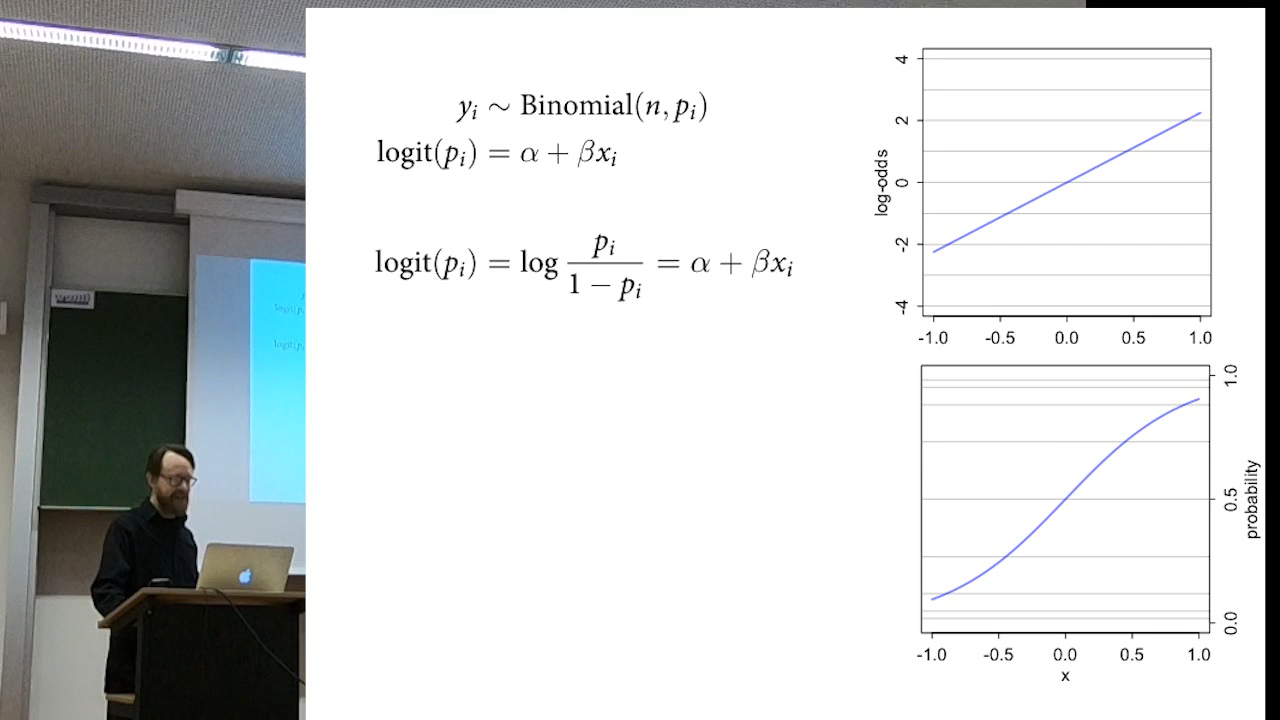 yᵢ ∼ Binomial(n, pᵢ)
logit(pᵢ) = α + βxᵢ
logit(pᵢ) = log pᵢ / 1 − pᵢ = α + βxᵢ
log-odds
4
2
0
-2
-4
-1.0 -0.5 0.0 0.5 1.0
probability
1.0
0.5
0.0
-1.0 -0.5 0.0 0.5 1.0
x
logit(p
logit(p